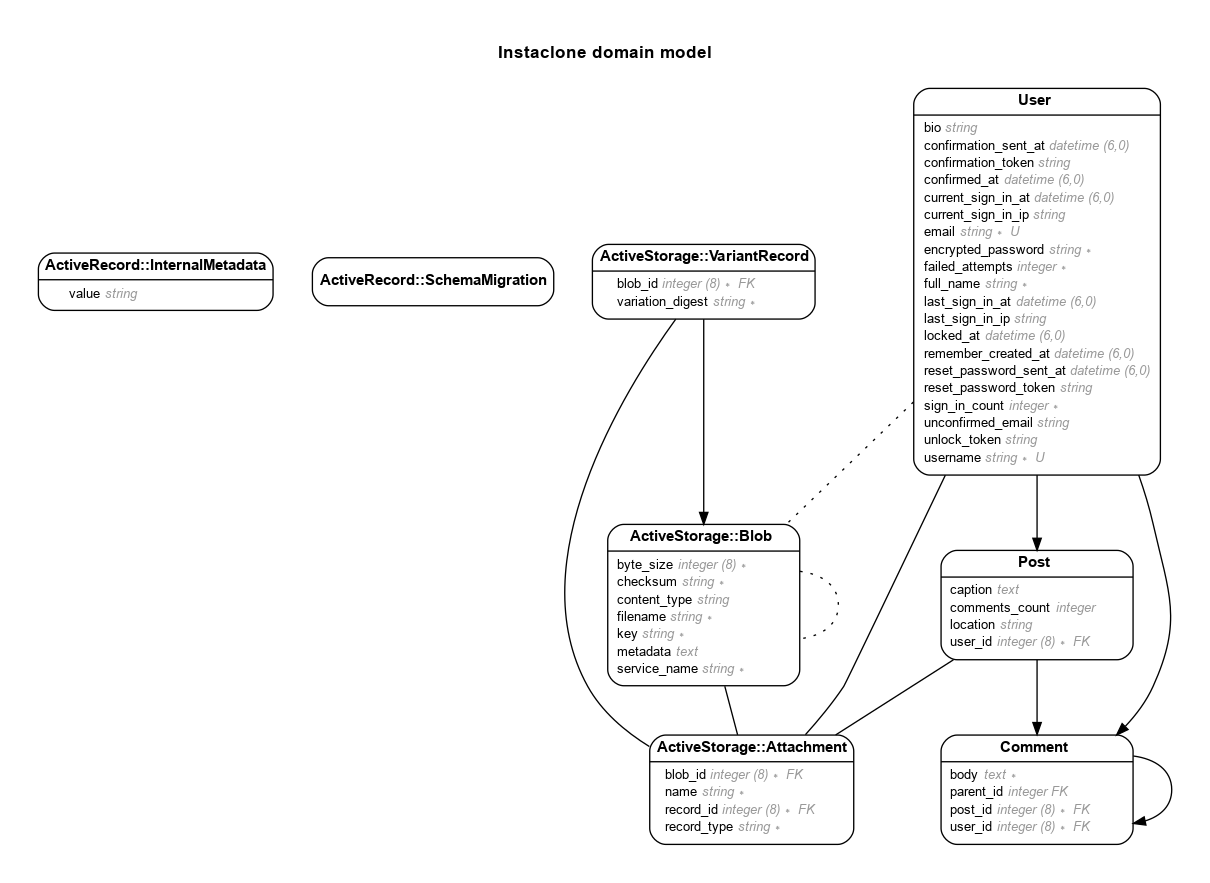 Instaclone domain model
User
bio string
confirmation_sent_at datetime (6,0)
confirmation_token string
confirmed_at datetime (6,0)
current_sign_in_at datetime (6,0)
current_sign_in_ip string
email string ∗ U
encrypted_password string ∗
failed_attempts integer ∗
full_name string ∗
last_sign_in_at datetime (6,0)
last_sign_in_ip string
locked_at datetime (6,0)
remember_created_at datetime (6,0)
reset_password_sent_at datetime (6,0)
reset_password_token string
sign_in_count integer ∗
unconfirmed_email string
unlock_token string
username string ∗ U
ActiveRecord::InternalMetadata
value string
ActiveRecord::SchemaMigration
ActiveStorage::VariantRecord
blob_id integer (8) ∗ FK
variation_digest string ∗
ActiveStorage::Blob
byte_size integer (8) ∗
checksum string ∗
content_type string
filename string ∗
key string ∗
metadata text
service_name string ∗
Post
caption text
comments_count integer
location string
user_id integer (8) ∗ FK
ActiveStorage::Attachment
blob_id integer (8) ∗ FK
name string ∗
record_id integer (8) ∗ FK
record_type string ∗
Comment
body text ∗
parent_id integer FK
post_id integer (8) ∗ FK
user_id integer (8) ∗ FK